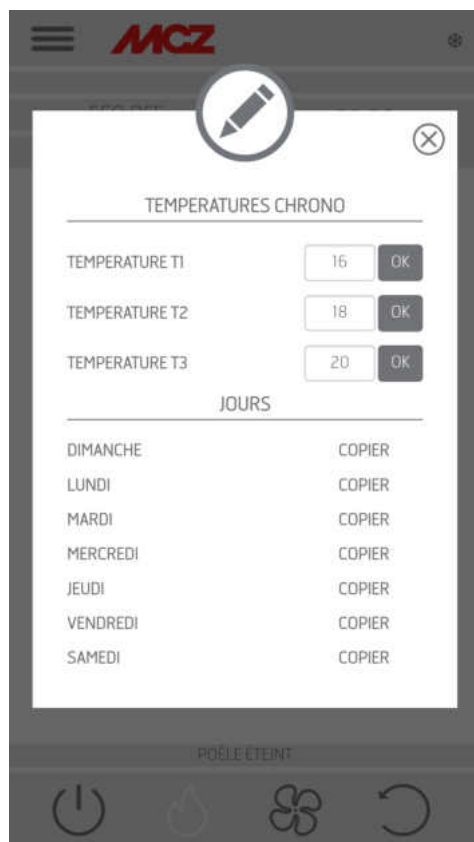 MCZ
TEMPERATURES CHRONO
TEMPERATURE T1 16 OK
TEMPERATURE T2 18 OK
TEMPERATURE T3 20 OK
JOURS
DIMANCHE COPIER
LUNDI COPIER
MARDI COPIER
MERCREDI COPIER
JEUDI COPIER
VENDREDI COPIER
SAMEDI COPIER
POÊLE ÉTEINT